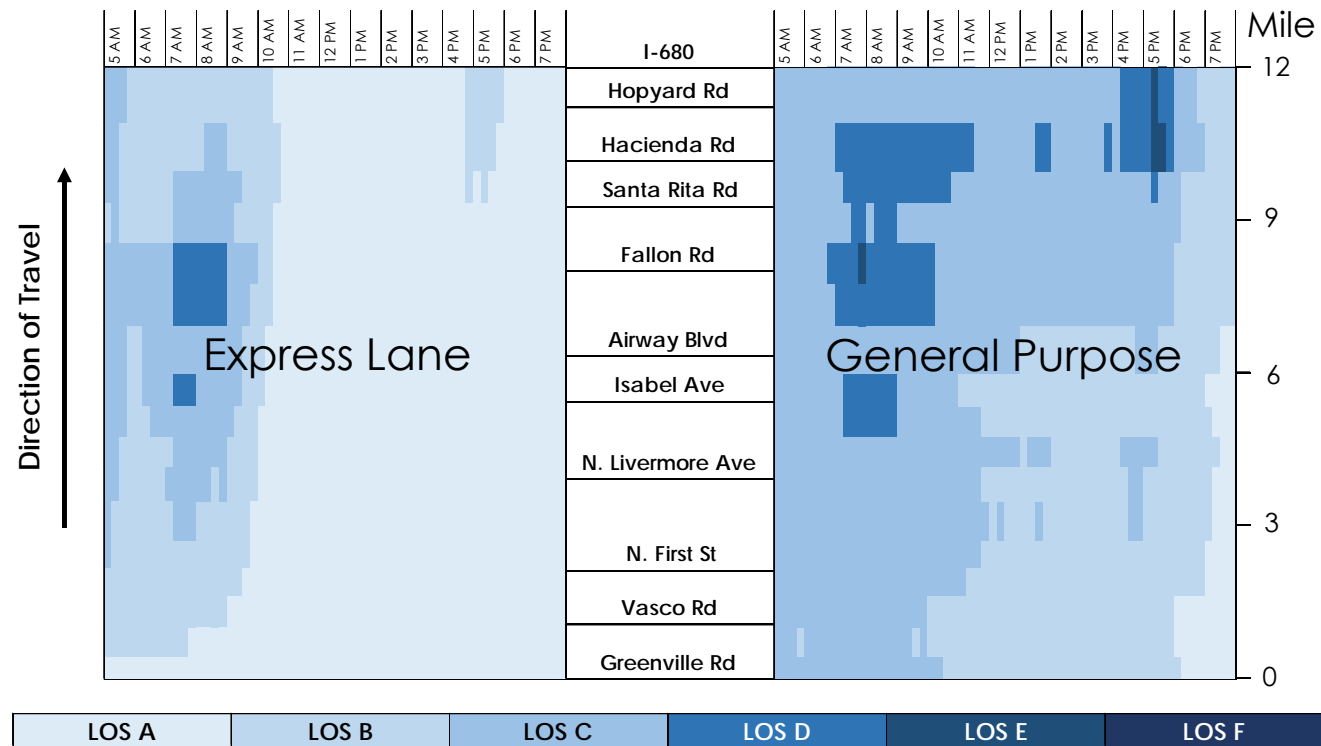 5 AM 6 AM 7 AM 8 AM 9 AM 10 AM 11 AM 12 PM 1 PM 2 PM 3 PM 4 PM 5 PM 6 PM 7 PM
I-680
5 AM 6 AM 7 AM 8 AM 9 AM 10 AM 11 AM 12 PM 1 PM 2 PM 3 PM 4 PM 5 PM 6 PM 7 PM
Mile
12
Hopyard Rd
Hacienda Rd
Santa Rita Rd
9
Fallon Rd
Direction of Travel
Airway Blvd
Express Lane
General Purpose
6
Isabel Ave
N. Livermore Ave
3
N. First St
Vasco Rd
Greenville Rd
0
LOS A LOS B LOS C LOS D LOS E LOS F